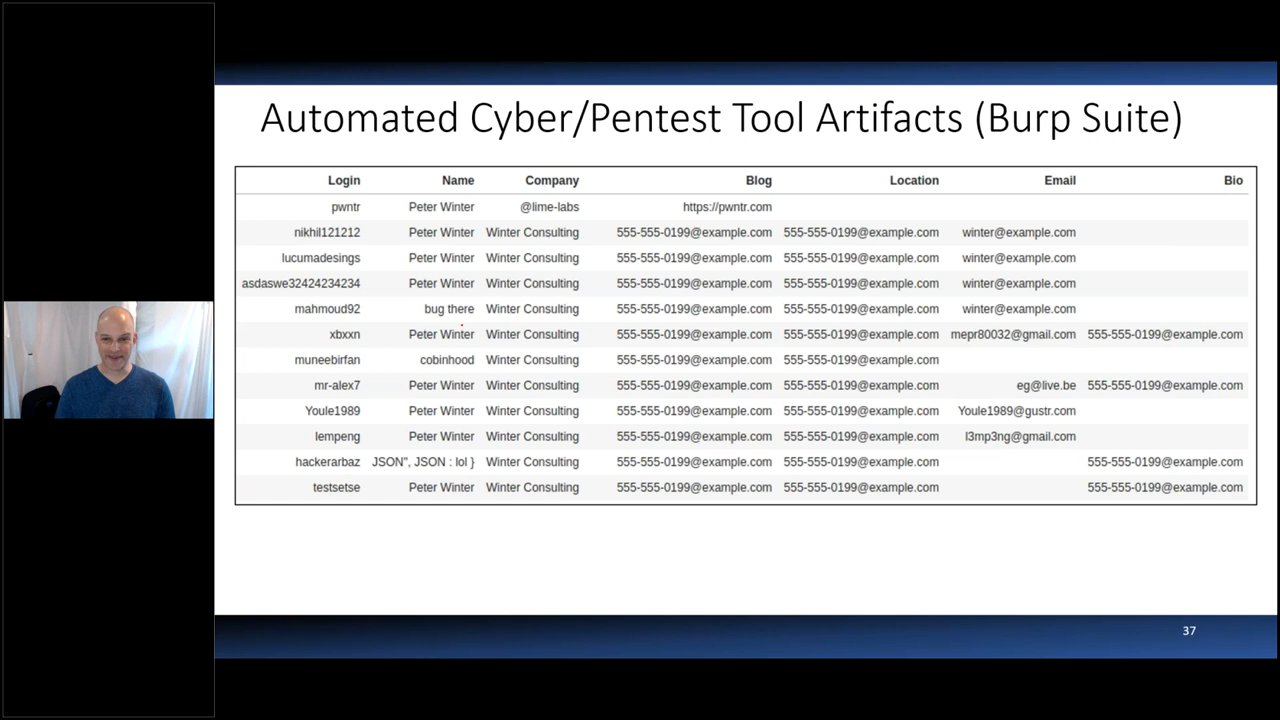 Automated Cyber/Pentest Tool Artifacts (Burp Suite)
Login Name Company Blog Location Email Bio
pwntr Peter Winter @lime-labs https://pwntr.com
nikhil121212 Peter Winter Winter Consulting 555-555-0199@example.com 555-555-0199@example.com winter@example.com
lucumadesings Peter Winter Winter Consulting 555-555-0199@example.com 555-555-0199@example.com winter@example.com
asdaswe32424234234 Peter Winter Winter Consulting 555-555-0199@example.com 555-555-0199@example.com winter@example.com
mahmoud92 bug there Winter Consulting 555-555-0199@example.com 555-555-0199@example.com winter@example.com
xbxxn Peter Winter Winter Consulting 555-555-0199@example.com 555-555-0199@example.com mepr80032@gmail.com 555-555-0199@example.com
muneebirfan cobinhood Winter Consulting 555-555-0199@example.com 555-555-0199@example.com
mr-alex7 Peter Winter Winter Consulting 555-555-0199@example.com 555-555-0199@example.com eg@live.be 555-555-0199@example.com
Youle1989 Peter Winter Winter Consulting 555-555-0199@example.com 555-555-0199@example.com Youle1989@gustr.com
lempeng Peter Winter Winter Consulting 555-555-0199@example.com 555-555-0199@example.com l3mp3ng@gmail.com
hackerarbaz JSON", JSON : lol } Winter Consulting 555-555-0199@example.com 555-555-0199@example.com 555-555-0199@example.com
testsetse Peter Winter Winter Consulting 555-555-0199@example.com 555-555-0199@example.com 555-555-0199@example.com
37